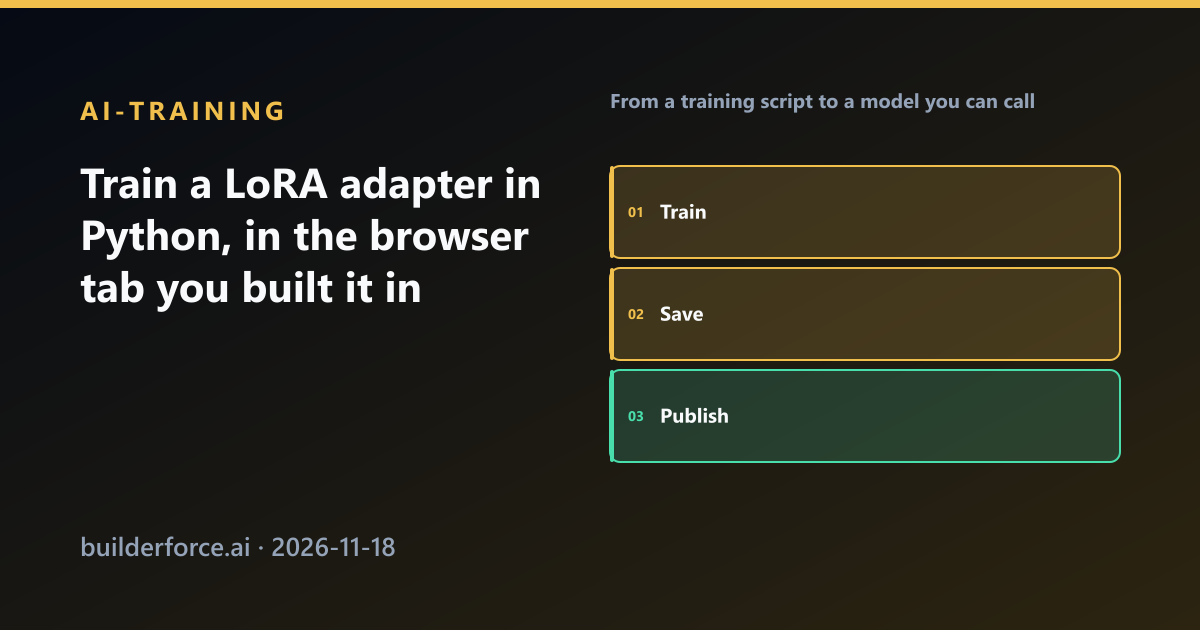 AI-TRAINING
Train a LoRA adapter in
Python, in the browser
tab you built it in
builderforce.ai · 2026-11-18
From a training script to a model you can call
01 Train
02 Save
03 Publish